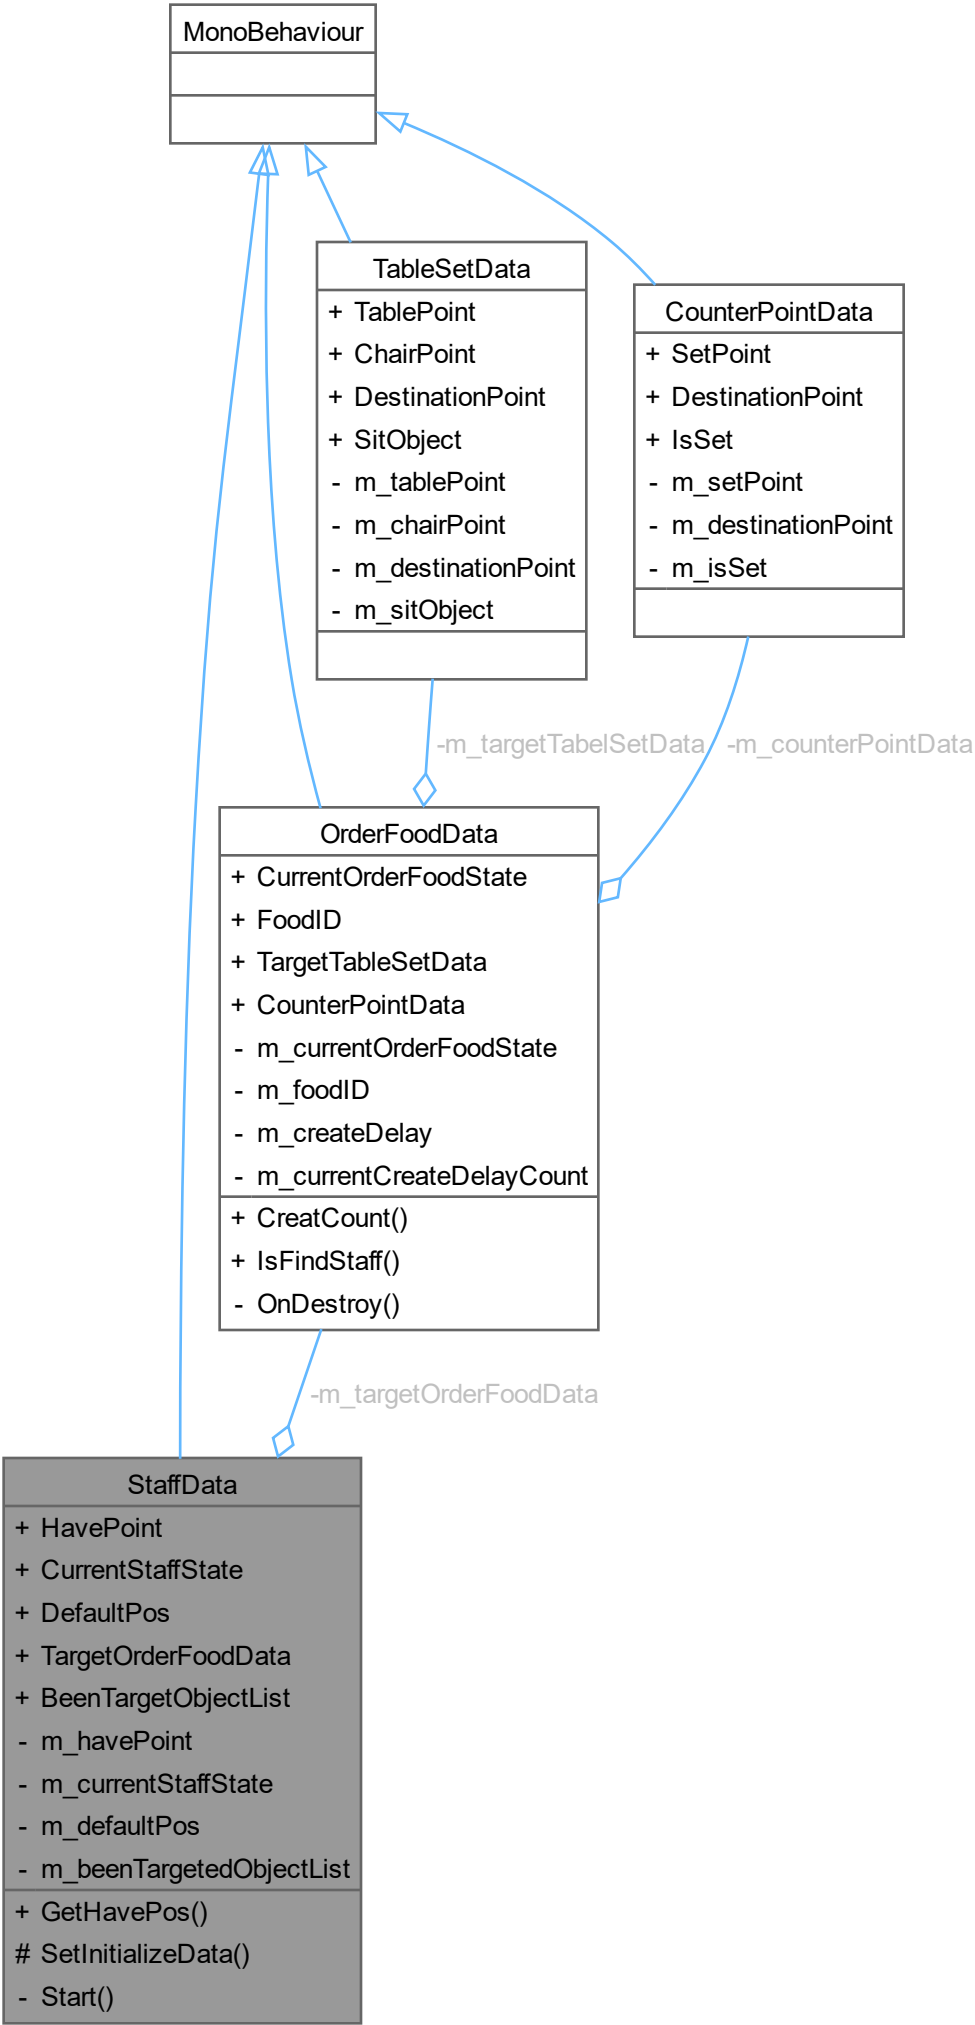 MonoBehaviour
TableSetData
+ TablePoint
+ ChairPoint
+ DestinationPoint
+ SitObject
- m_tablePoint
- m_chairPoint
- m_destinationPoint
- m_sitObject
CounterPointData
+ SetPoint
+ DestinationPoint
+ IsSet
- m_setPoint
- m_destinationPoint
- m_isSet
-m_targetTabelSetData
-m_counterPointData
OrderFoodData
+ CurrentOrderFoodState
+ FoodID
+ TargetTableSetData
+ CounterPointData
- m_currentOrderFoodState
- m_foodID
- m_createDelay
- m_currentCreateDelayCount
+ CreatCount()
+ IsFindStaff()
- OnDestroy()
-m_targetOrderFoodData
StaffData
+ HavePoint
+ CurrentStaffState
+ DefaultPos
+ TargetOrderFoodData
+ BeenTargetObjectList
- m_havePoint
- m_currentStaffState
- m_defaultPos
- m_beenTargetedObjectList
+ GetHavePos()
# SetInitializeData()
- Start()